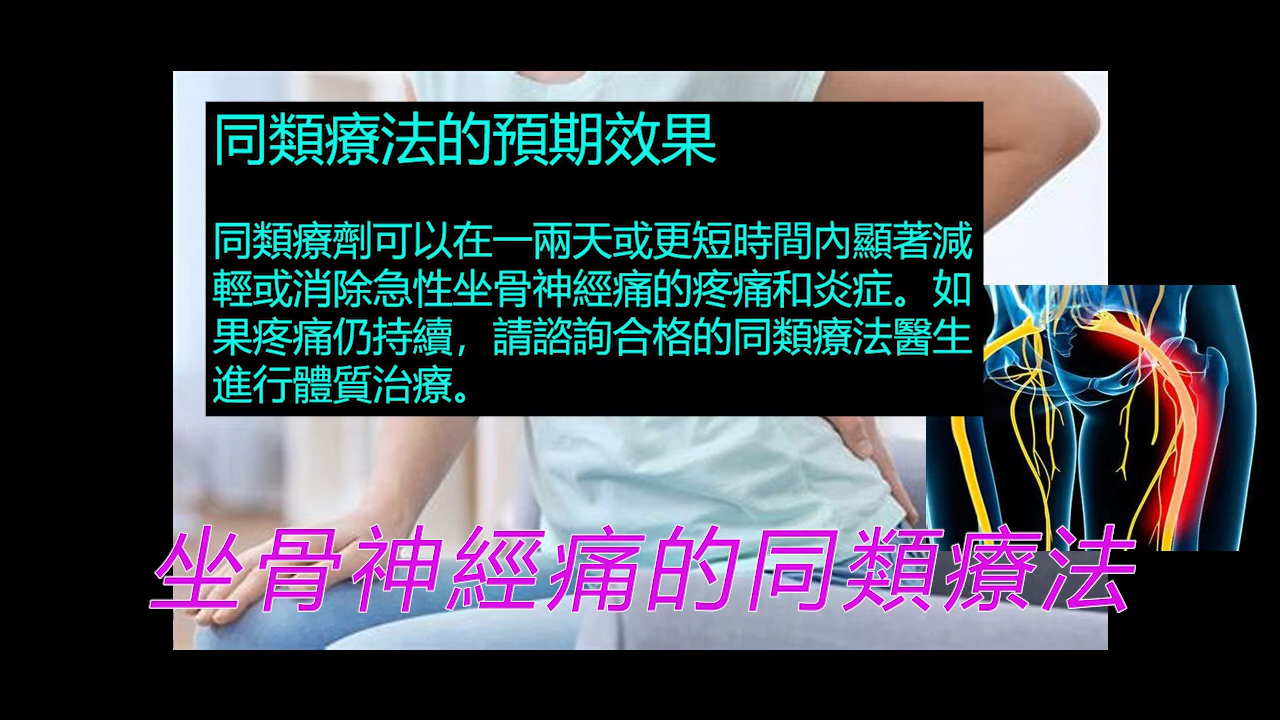 同類療法的預期效果
同類療劑可以在一兩天或更短時間內顯著減
輕或消除急性坐骨神經痛的疼痛和炎症。如
果疼痛仍持續，請諮詢合格的同類療法醫生
進行體質治療。
坐骨神經痛的同類療法